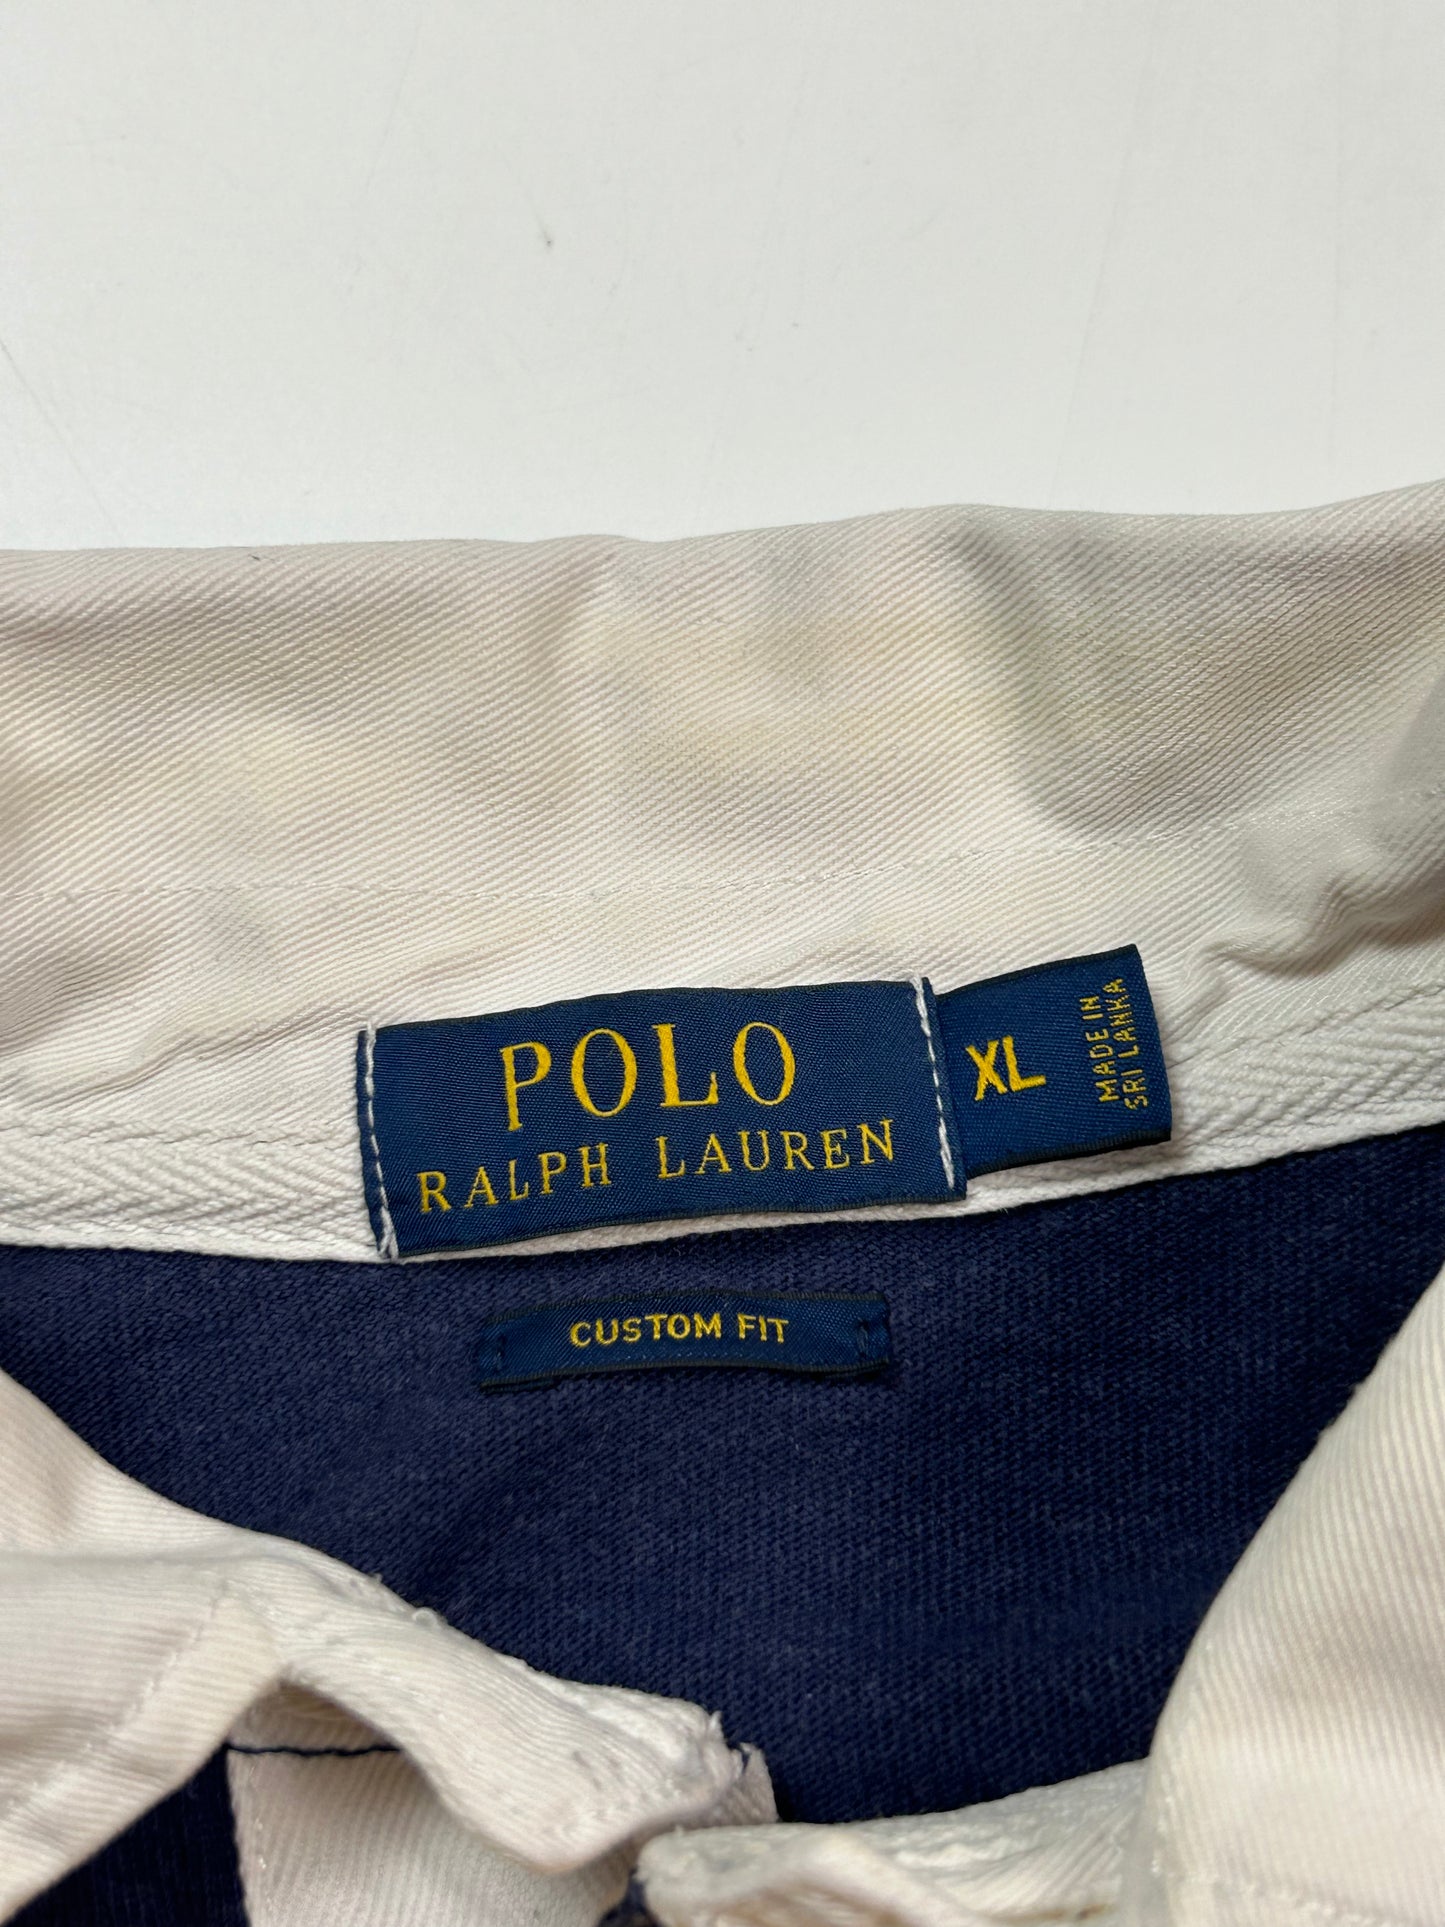 POLO
RALPH LAUREN
XL
MADE IN
SRI LANKA
CUSTOM FIT